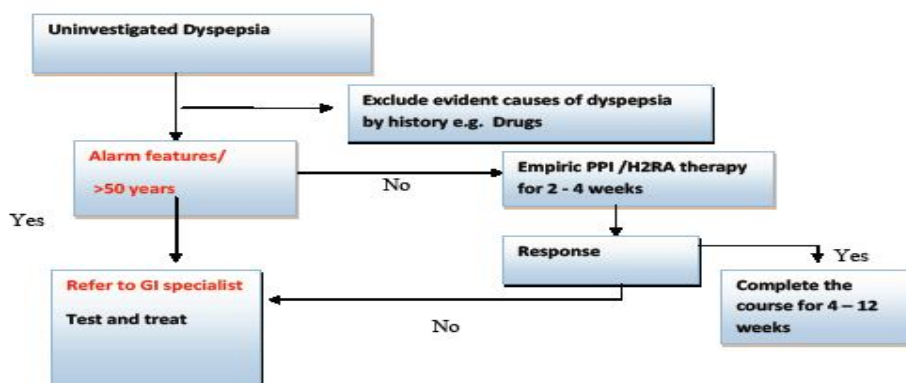 Uninvestigated Dyspepsia
Exclude evident causes of dyspepsia
by history e.g. Drugs
Alarm features/
>50 years
No
Empiric PPI /H2RA therapy
for 2 - 4 weeks
Yes
Response
Yes
Refer to GI specialist
Test and treat
No
Complete the
course for 4 – 12
weeks